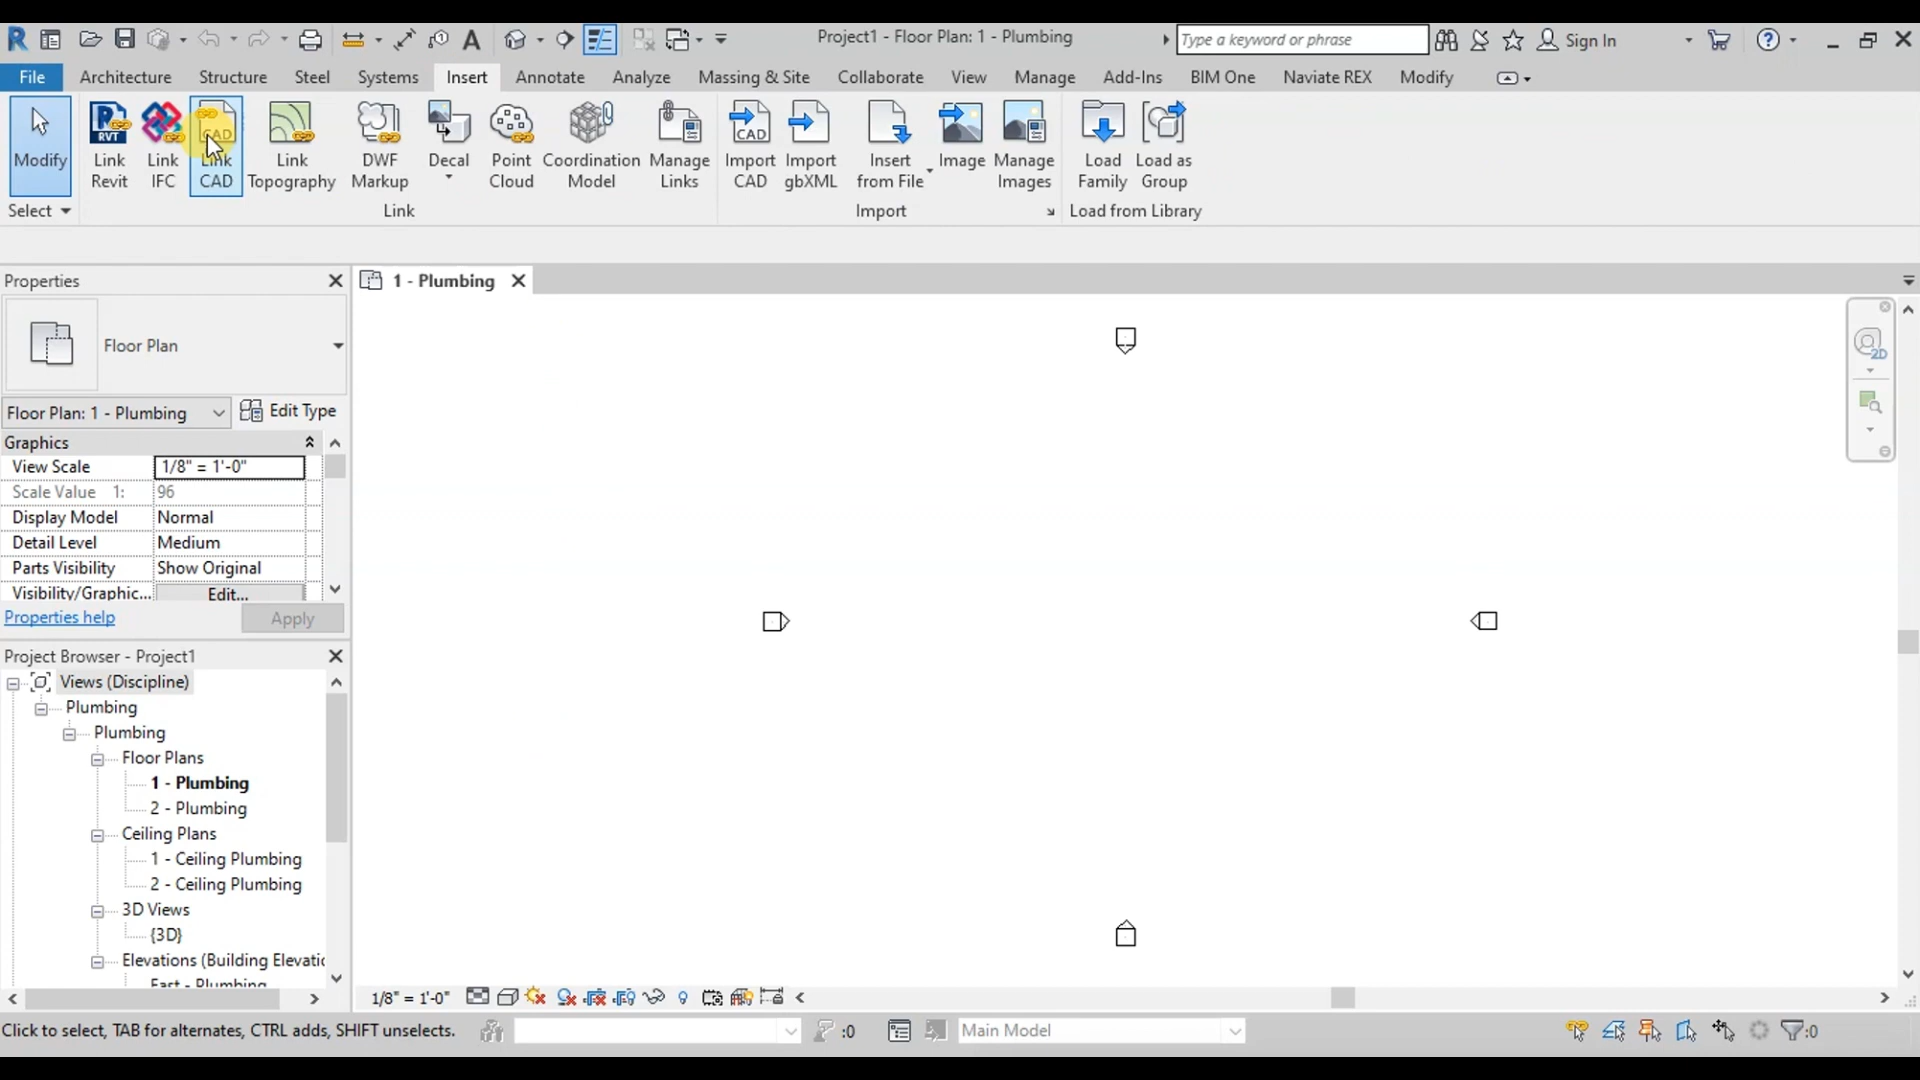 Project1 - Floor Plan: 1 - Plumbing
Type a keyword or phrase
Sign In
File Architecture Structure Steel Systems Insert Annotate Analyze Massing & Site Collaborate View Manage Add-Ins BIM One Naviate REX Modify
Modify
Link Revit
Link IFC
Link CAD
Link Topography
DWF Markup
Decal
Point Cloud
Coordination Model
Manage Links
Import CAD
Import gbXML
Insert from File
Image
Manage Images
Load Family
Load as Group
Select
Link
Import
Load from Library
Properties
1 - Plumbing
Floor Plan
Floor Plan: 1 - Plumbing
Edit Type
Graphics
View Scale 1/8" = 1'-0"
Scale Value 1: 96
Display Model Normal
Detail Level Medium
Parts Visibility Show Original
Visibility/Graphic... Edit...
Properties help
Apply
Project Browser - Project1
Views (Discipline)
Plumbing
Plumbing
Floor Plans
1 - Plumbing
2 - Plumbing
Ceiling Plans
1 - Ceiling Plumbing
2 - Ceiling Plumbing
3D Views
{3D}
Elevations (Building Elevatic
East - Plumbing
1/8" = 1'-0"
Click to select, TAB for alternates, CTRL adds, SHIFT unselects.
:0
Main Model
:0